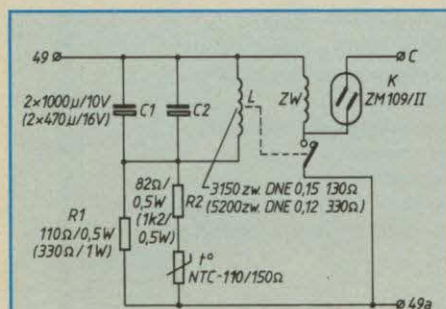 49
C
2×1000µ/10V
(2×470µ/16V)
C1
C2
L
ZW
K
ZM109/II
82Ω/
0,5W
(1k2/
0,5W)
R2
3150 zw. DNE 0,15 130Ω
(5200zw. DNE 0,12 330Ω)
R1
110Ω/0,5W
(330Ω/1W)
t°
NTC-110/150Ω
49a